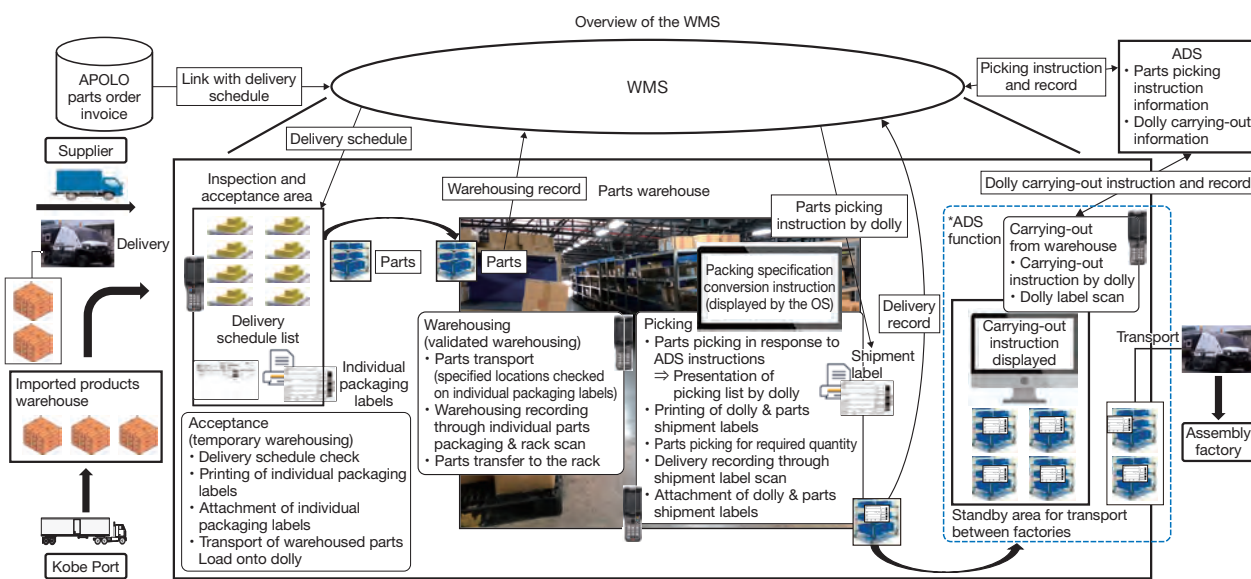 Overview of the WMS
APOLO
parts order
invoice
Link with delivery
schedule
WMS
Picking instruction
and record
ADS
・Parts picking
instruction
information
・Dolly carrying-out
information
Supplier
Delivery schedule
Inspection and
acceptance area
Warehousing record
Parts warehouse
Parts picking
instruction by dolly
Dolly carrying-out instruction and record
Delivery
Parts
Parts
Packing specification
conversion instruction
(displayed by the OS)
Delivery
record
*ADS
function
Carrying-out
from warehouse
・Carrying-out
instruction by dolly
・Dolly label scan
Delivery
schedule list
Individual
packaging
labels
Warehousing
(validated warehousing)
・Parts transport
(specified locations checked
on individual packaging labels)
・Warehousing recording
through individual parts
packaging & rack scan
・Parts transfer to the rack
Picking
・Parts picking in response to
ADS instructions
⇒ Presentation of
picking list by dolly
・Printing of dolly & parts
shipment labels
・Parts picking for required quantity
・Delivery recording through
shipment label scan
・Attachment of dolly & parts
shipment labels
Shipment
label
Carrying-out
instruction
displayed
Transport
Imported products
warehouse
Acceptance
(temporary warehousing)
・Delivery schedule check
・Printing of individual packaging
labels
・Attachment of individual
packaging labels
・Transport of warehoused parts
Load onto dolly
Assembly
factory
Standby area for transport
between factories
Kobe Port